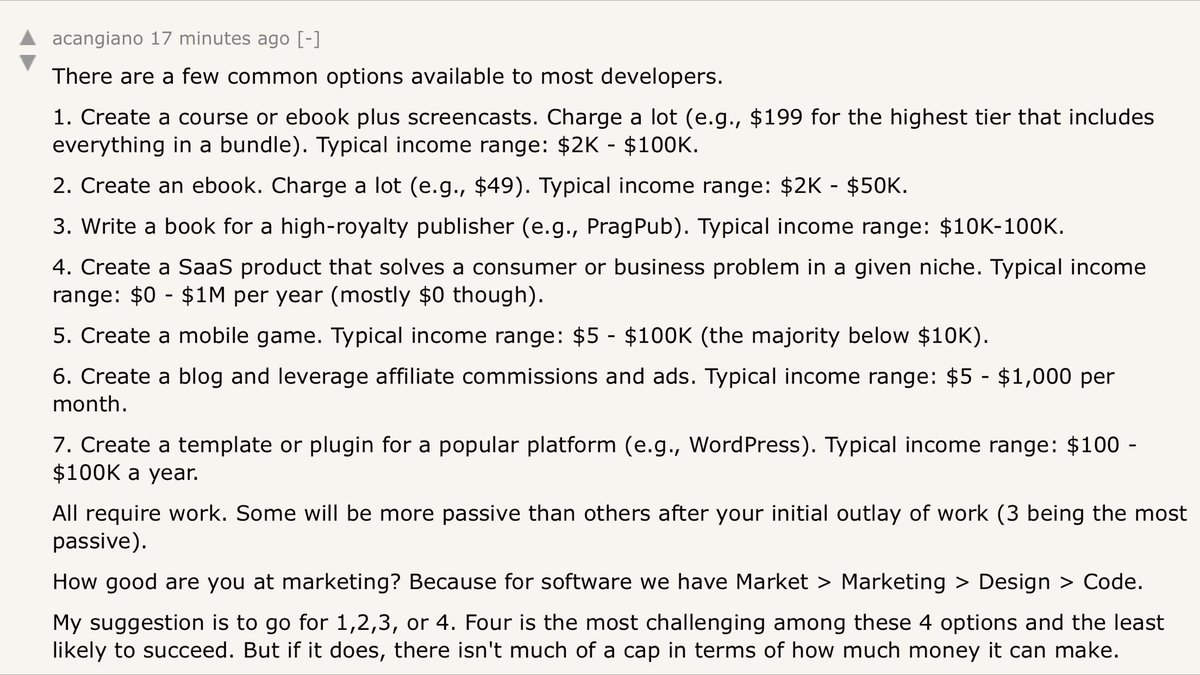 acangiano 17 minutes ago [-]
There are a few common options available to most developers.
1. Create a course or ebook plus screencasts. Charge a lot (e.g., $199 for the highest tier that includes
everything in a bundle). Typical income range: $2K - $100K.
2. Create an ebook. Charge a lot (e.g., $49). Typical income range: $2K - $50K.
3. Write a book for a high-royalty publisher (e.g., PragPub). Typical income range: $10K-100K.
4. Create a SaaS product that solves a consumer or business problem in a given niche. Typical income
range: $0 - $1M per year (mostly $0 though).
5. Create a mobile game. Typical income range: $5 - $100K (the majority below $10K).
6. Create a blog and leverage affiliate commissions and ads. Typical income range: $5 - $1,000 per
month.
7. Create a template or plugin for a popular platform (e.g., WordPress). Typical income range: $100 -
$100K a year.
All require work. Some will be more passive than others after your initial outlay of work (3 being the most
passive).
How good are you at marketing? Because for software we have Market > Marketing > Design > Code.
My suggestion is to go for 1,2,3, or 4. Four is the most challenging among these 4 options and the least
likely to succeed. But if it does, there isn't much of a cap in terms of how much money it can make.